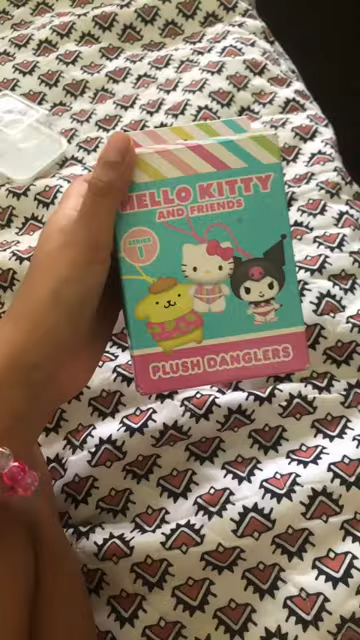 HELLO KITTY
AND FRIENDS
SERIES
1
PLUSH DANGLERS